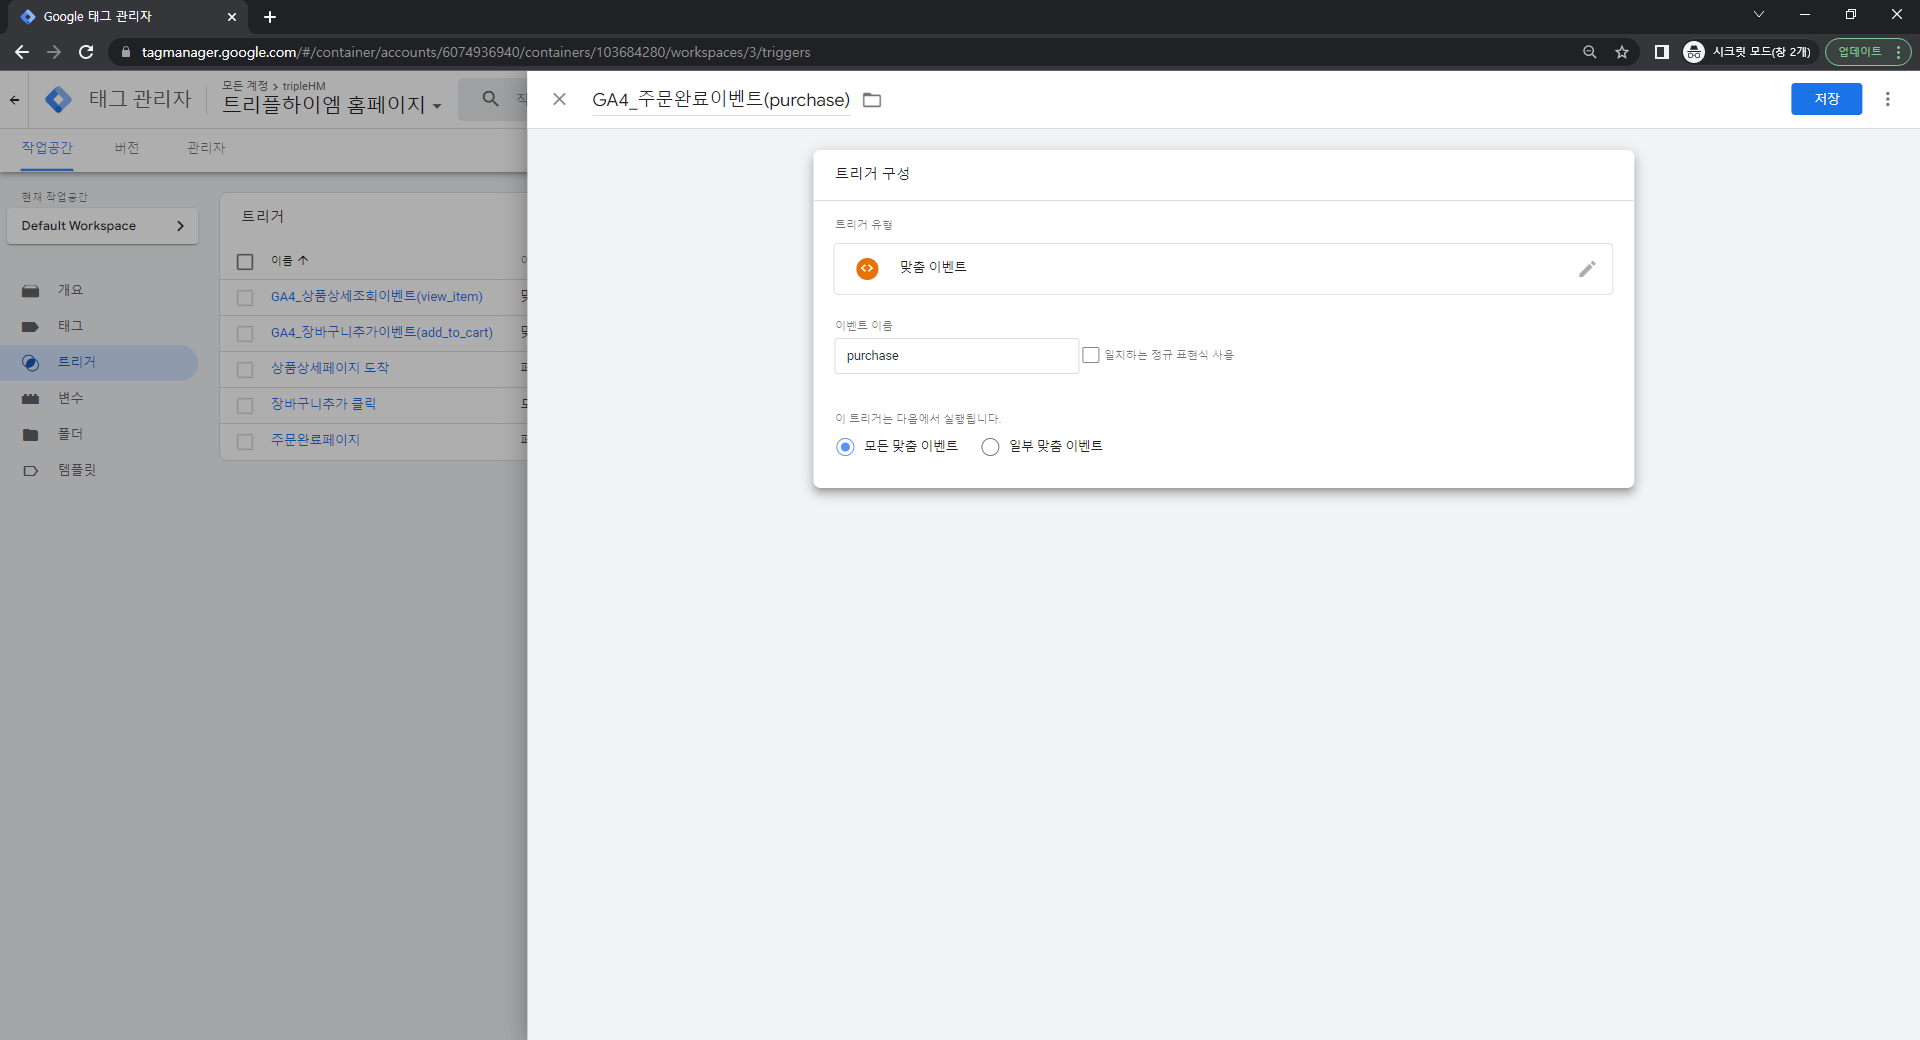 Google 태그 관리자
tagmanager.google.com/#/container/accounts/6074936940/containers/103684280/workspaces/3/triggers
시크릿 모드(창 2개)
업데이트
태그 관리자
모든 계정 > tripleHM
트리플하이엠 홈페이지
GA4_주문완료이벤트(purchase)
저장
작업공간
버전
관리자
현재 작업공간
Default Workspace
개요
태그
트리거
변수
폴더
템플릿
트리거
이름
GA4_상품상세조회이벤트(view_item)
GA4_장바구니추가이벤트(add_to_cart)
상품상세페이지 도착
장바구니추가 클릭
주문완료페이지
트리거 구성
트리거 유형
맞춤 이벤트
이벤트 이름
purchase
일치하는 정규 표현식 사용
이 트리거는 다음에서 실행됩니다.
모든 맞춤 이벤트
일부 맞춤 이벤트